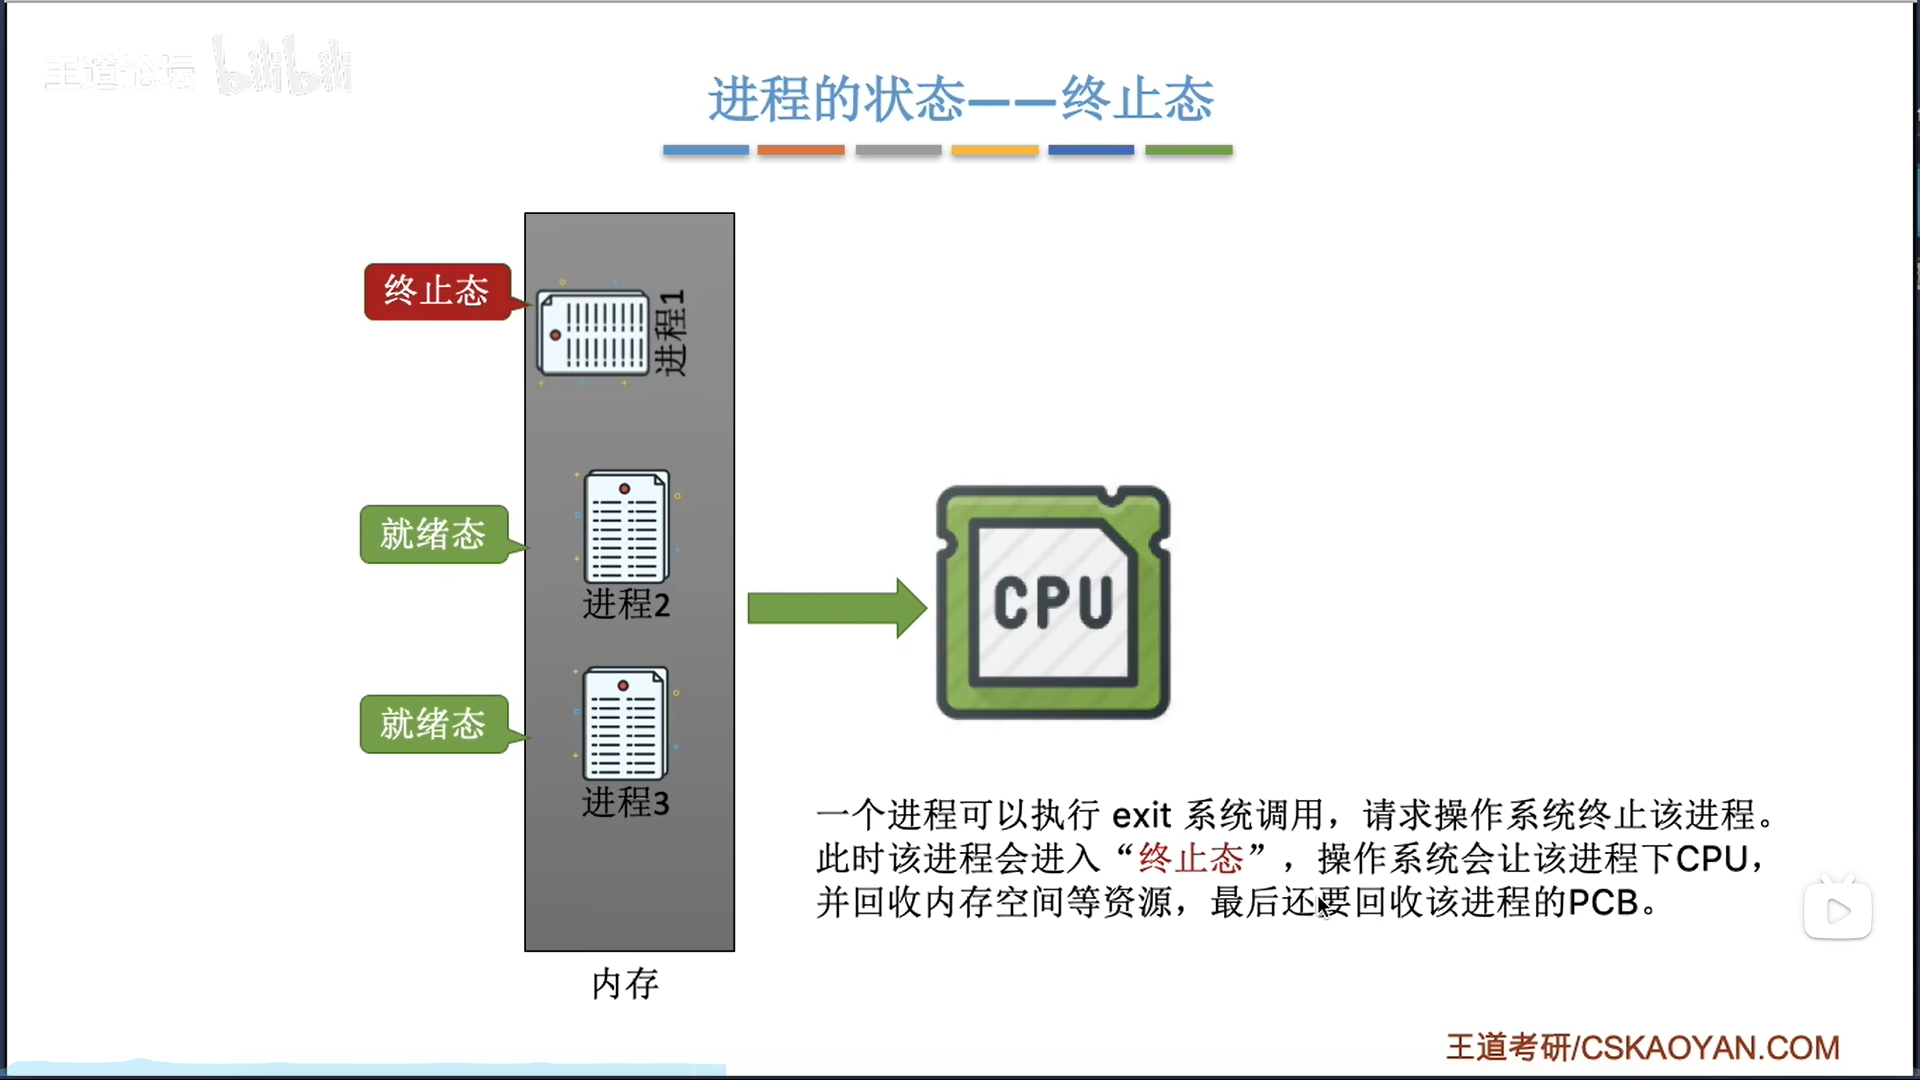 王道论坛 bilibili
进程的状态——终止态
终止态
进程1
就绪态
进程2
就绪态
进程3
内存
CPU
一个进程可以执行 exit 系统调用，请求操作系统终止该进程。
此时该进程会进入“终止态”，操作系统会让该进程下CPU，
并回收内存空间等资源，最后还要回收该进程的PCB。
王道考研/CSKAOYAN.COM